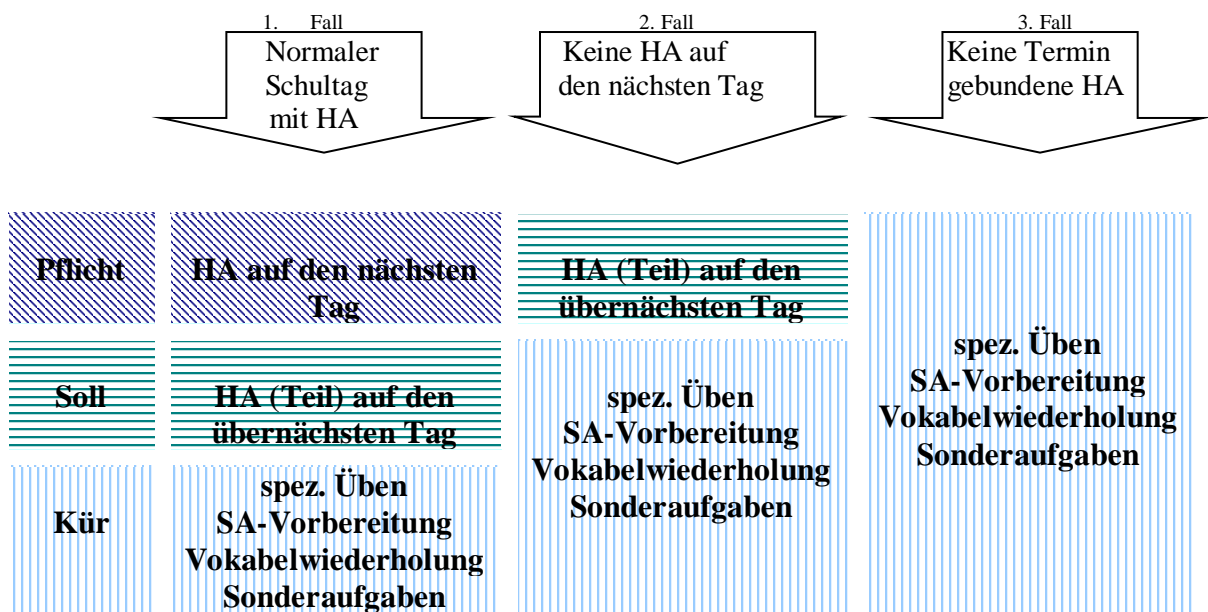 1. Fall
Normaler
Schultag
mit HA
2. Fall
Keine HA auf
den nächsten Tag
3. Fall
Keine Termin
gebundene HA
Pflicht
HA auf den nächsten
Tag
HA (Teil) auf den
übernächsten Tag
spez. Üben
SA-Vorbereitung
Vokabelwiederholung
Sonderaufgaben
Soll
HA (Teil) auf den
übernächsten Tag
spez. Üben
SA-Vorbereitung
Vokabelwiederholung
Sonderaufgaben
Kür
spez. Üben
SA-Vorbereitung
Vokabelwiederholung
Sonderaufgaben